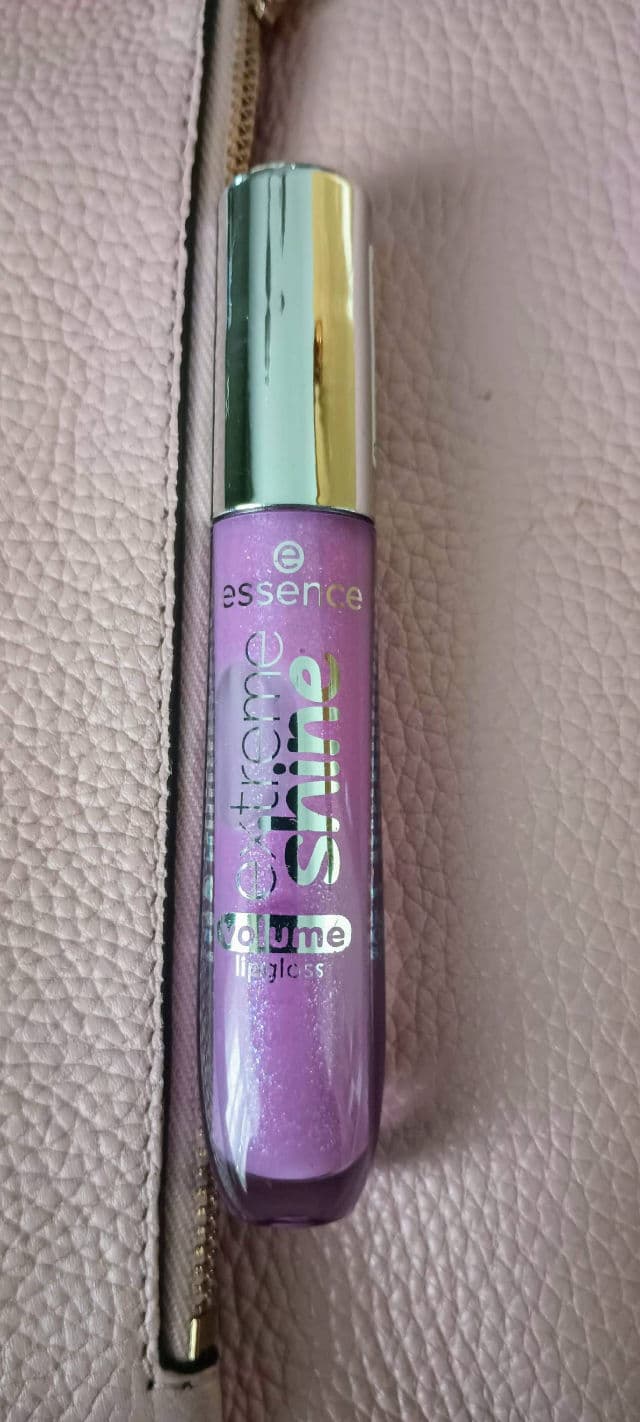 e
essence
extreme
shine
volume
lipgloss